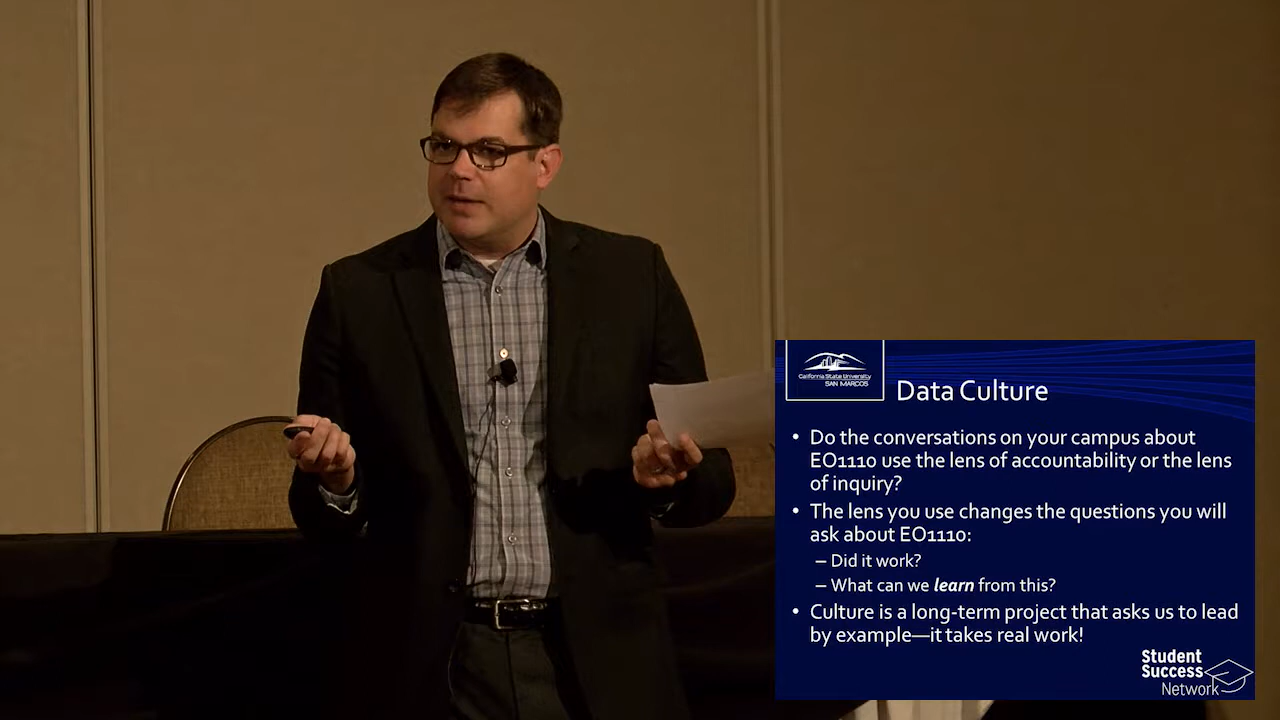 California State University
SAN MARCOS
Data Culture
• Do the conversations on your campus about
EO1110 use the lens of accountability or the lens
of inquiry?
• The lens you use changes the questions you will
ask about EO1110:
– Did it work?
– What can we learn from this?
• Culture is a long-term project that asks us to lead
by example—it takes real work!
Student
Success
Network